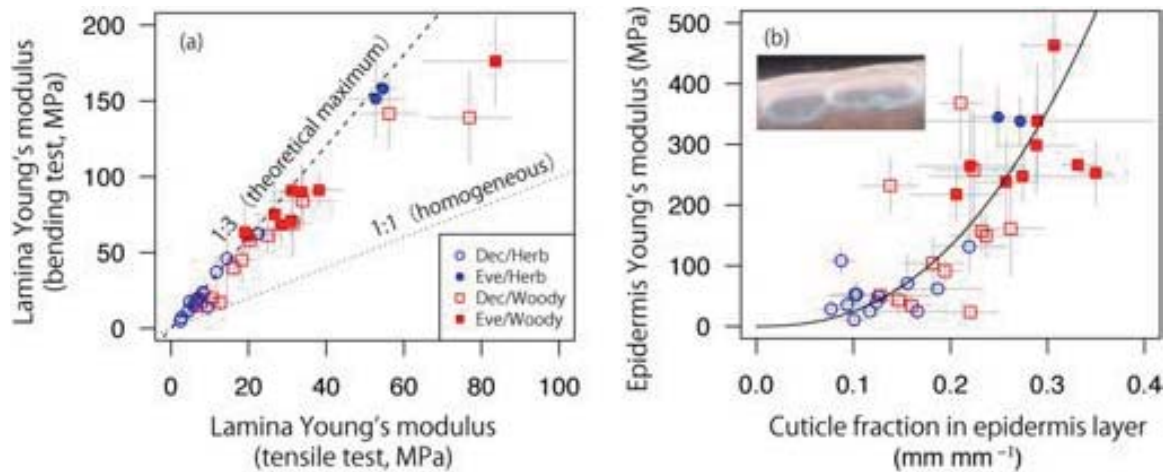 (a)
Lamina Young's modulus
(bending test, MPa)
200
150
100
50
0
1:3 (theoretical maximum)
1:1 (homogeneous)
Dec/Herb
Eve/Herb
Dec/Woody
Eve/Woody
0 20 40 60 80 100
Lamina Young's modulus
(tensile test, MPa)
(b)
Epidermis Young's modulus (MPa)
500
400
300
200
100
0
0.0 0.1 0.2 0.3 0.4
Cuticle fraction in epidermis layer
(mm mm⁻¹)